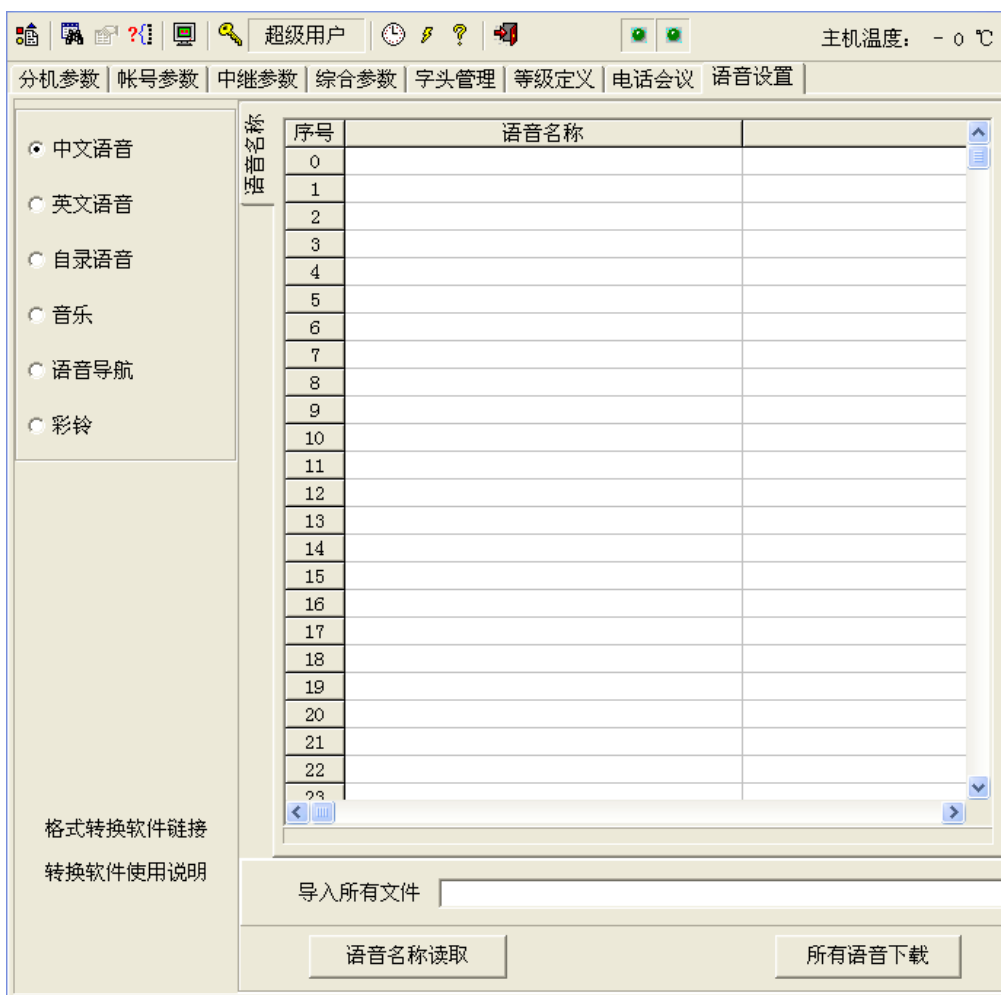 超级用户 主机温度: - 0 ℃
分机参数 帐号参数 中继参数 综合参数 字头管理 等级定义 电话会议 语音设置
中文语音
英文语音
自录语音
音乐
语音导航
彩铃
格式转换软件链接
转换软件使用说明
语音名称
序号 语音名称
0
1
2
3
4
5
6
7
8
9
10
11
12
13
14
15
16
17
18
19
20
21
22
23
导入所有文件
语音名称读取 所有语音下载